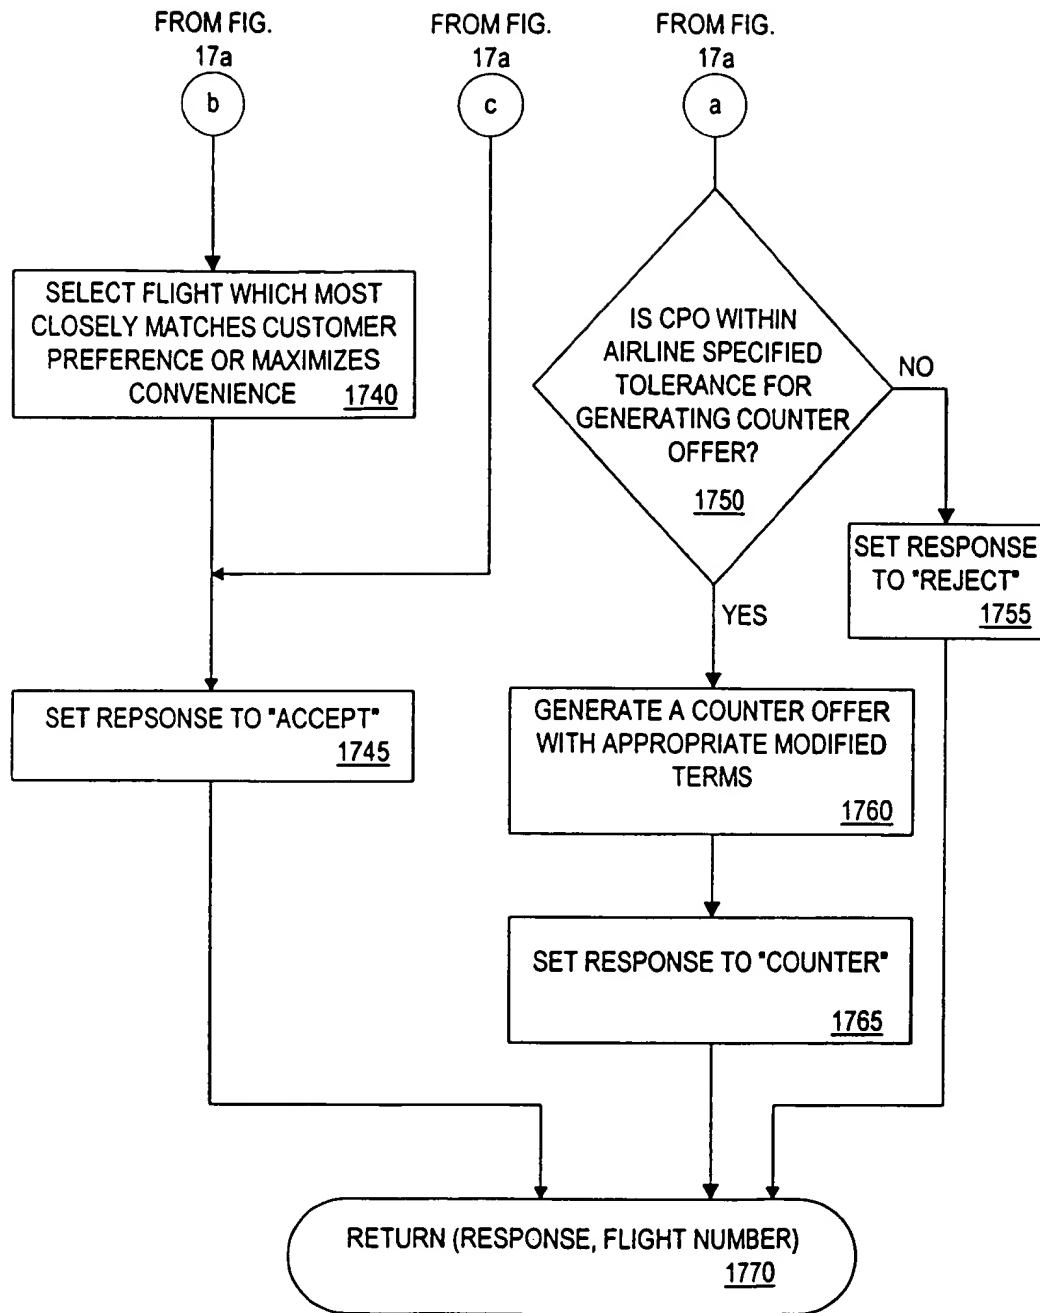 FROM FIG.
17a
b
FROM FIG.
17a
c
FROM FIG.
17a
a
SELECT FLIGHT WHICH MOST
CLOSELY MATCHES CUSTOMER
PREFERENCE OR MAXIMIZES
CONVENIENCE 1740
IS CPO WITHIN
AIRLINE SPECIFIED
TOLERANCE FOR
GENERATING COUNTER
OFFER?
1750
NO
YES
SET RESPONSE
TO "REJECT"
1755
SET REPSONSE TO "ACCEPT"
1745
GENERATE A COUNTER OFFER
WITH APPROPRIATE MODIFIED
TERMS
1760
SET RESPONSE TO "COUNTER"
1765
RETURN (RESPONSE, FLIGHT NUMBER)
1770